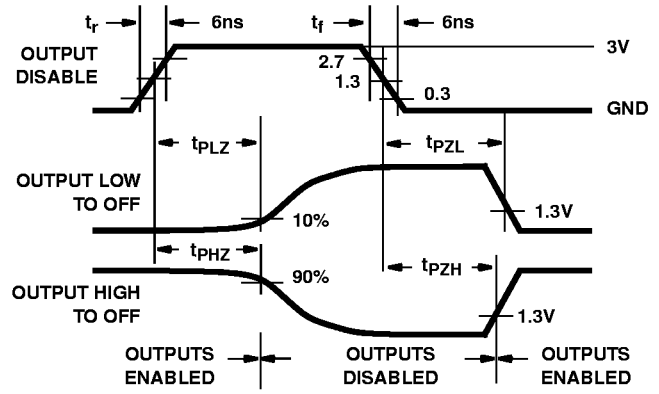 tr 6ns tf 6ns
OUTPUT
DISABLE
2.7
1.3
0.3
3V
GND
tPLZ tPZL
OUTPUT LOW
TO OFF
10%
1.3V
tPHZ tPZH
OUTPUT HIGH
TO OFF
90%
1.3V
OUTPUTS
ENABLED
OUTPUTS
DISABLED
OUTPUTS
ENABLED